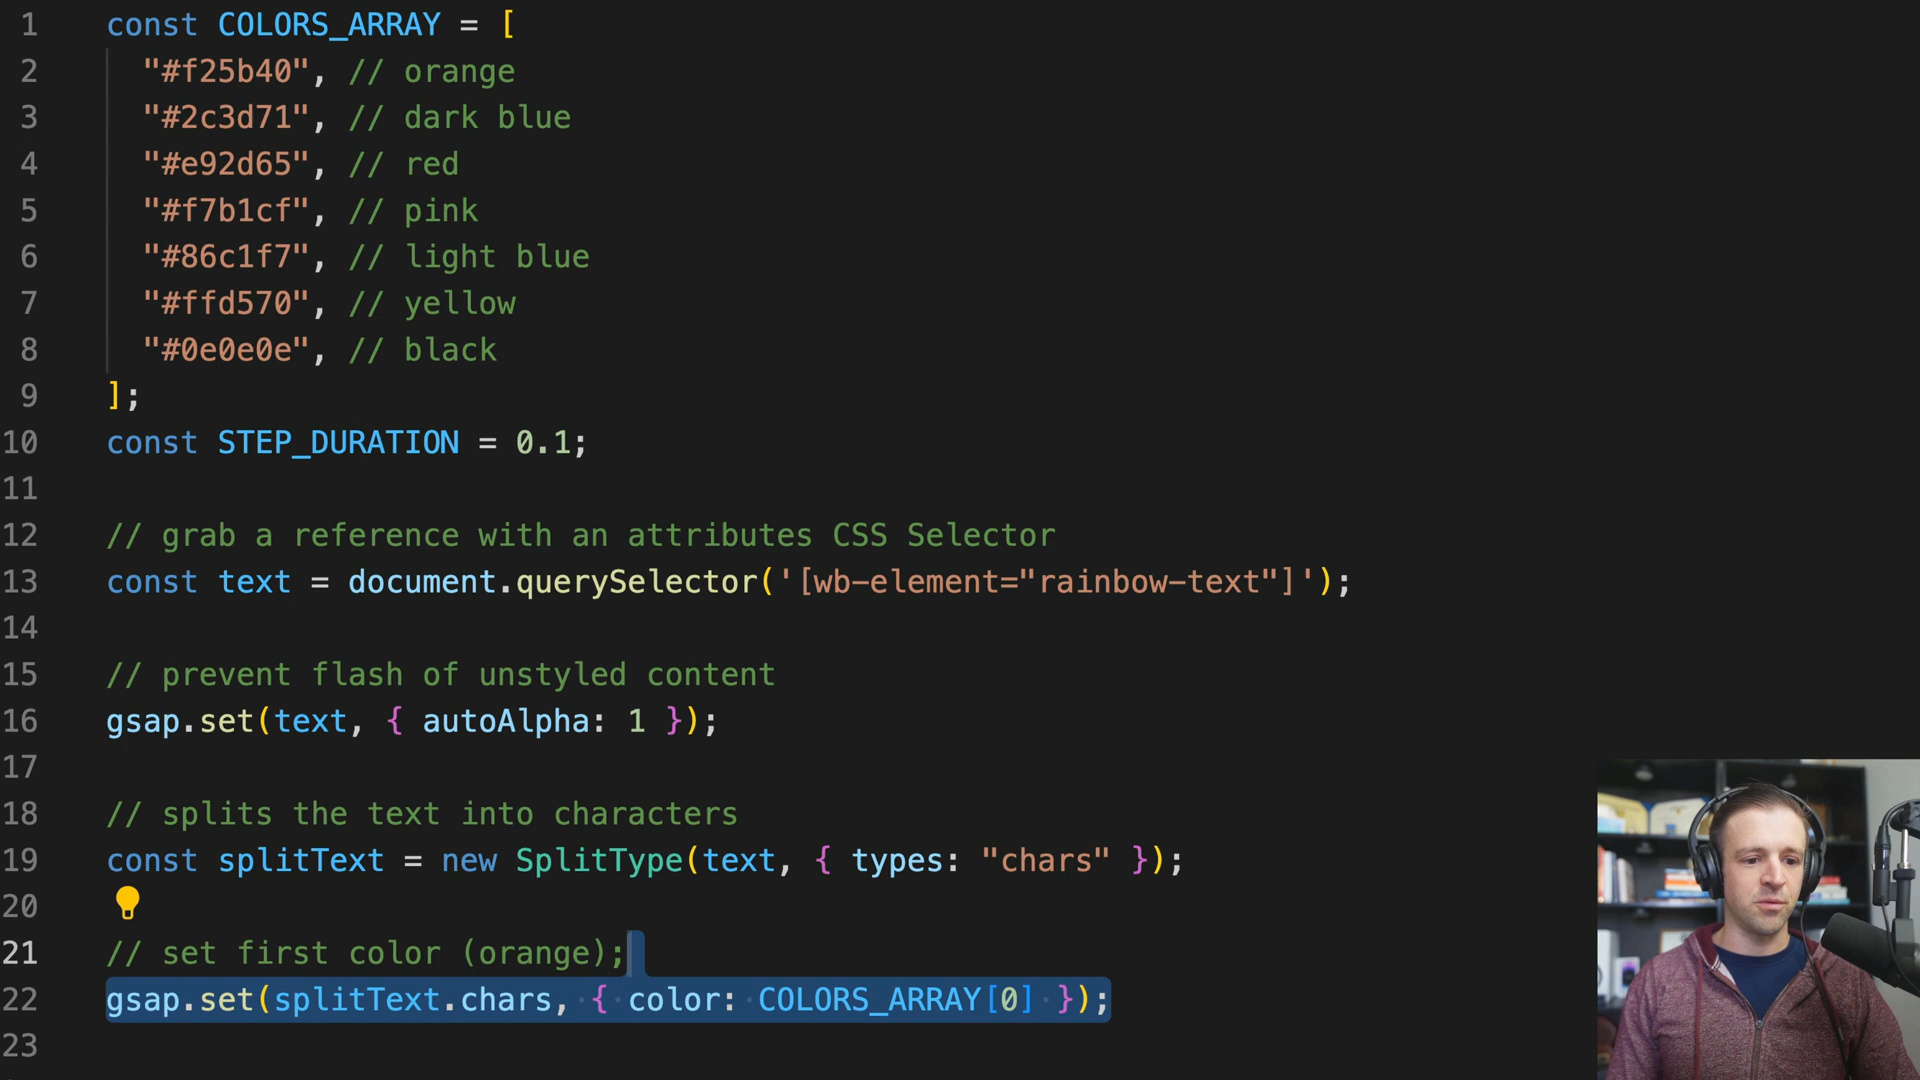 1 const COLORS_ARRAY = [
2 "#f25b40", // orange
3 "#2c3d71", // dark blue
4 "#e92d65", // red
5 "#f7b1cf", // pink
6 "#86c1f7", // light blue
7 "#ffd570", // yellow
8 "#0e0e0e", // black
9 ];
10 const STEP_DURATION = 0.1;
11
12 // grab a reference with an attributes CSS Selector
13 const text = document.querySelector('[wb-element="rainbow-text"]');
14
15 // prevent flash of unstyled content
16 gsap.set(text, { autoAlpha: 1 });
17
18 // splits the text into characters
19 const splitText = new SplitType(text, { types: "chars" });
20
21 // set first color (orange);
22 gsap.set(splitText.chars, { color: COLORS_ARRAY[0] });
23